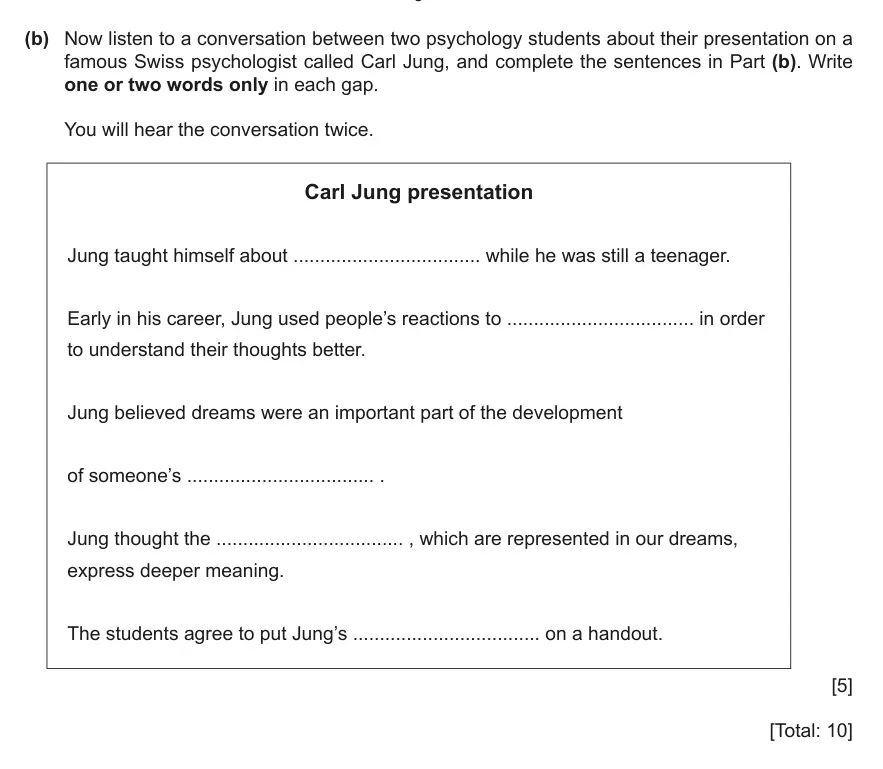 (b) Now listen to a conversation between two psychology students about their presentation on a
famous Swiss psychologist called Carl Jung, and complete the sentences in Part (b). Write
one or two words only in each gap.
You will hear the conversation twice.
Carl Jung presentation
Jung taught himself about ................................... while he was still a teenager.
Early in his career, Jung used people's reactions to ................................... in order
to understand their thoughts better.
Jung believed dreams were an important part of the development
of someone's ................................... .
Jung thought the ................................... , which are represented in our dreams,
express deeper meaning.
The students agree to put Jung's ................................... on a handout.
[5]
[Total: 10]